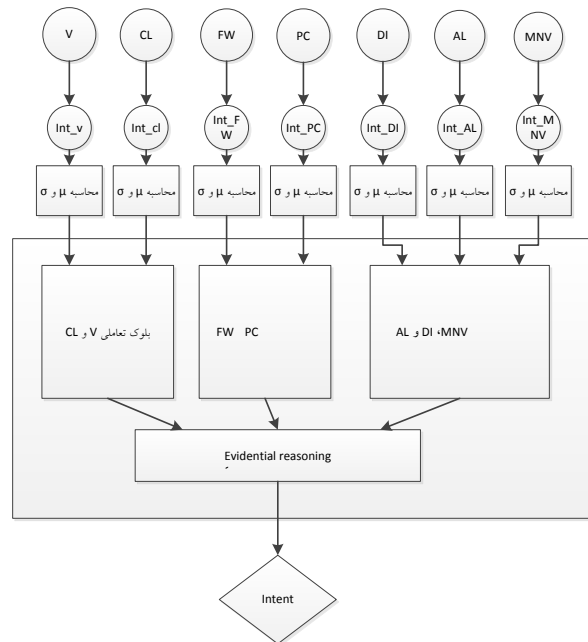 V
CL
FW
PC
DI
AL
MNV
Int_v
Int_cl
Int_F
W
Int_PC
Int_DI
Int_AL
Int_M
NV
محاسبه μ و σ
محاسبه μ و σ
محاسبه μ و σ
محاسبه μ و σ
محاسبه μ و σ
محاسبه μ و σ
محاسبه μ و σ
بلوک تعاملی V و CL
FW PC
DI ،MNV و AL
Evidential reasoning
Intent